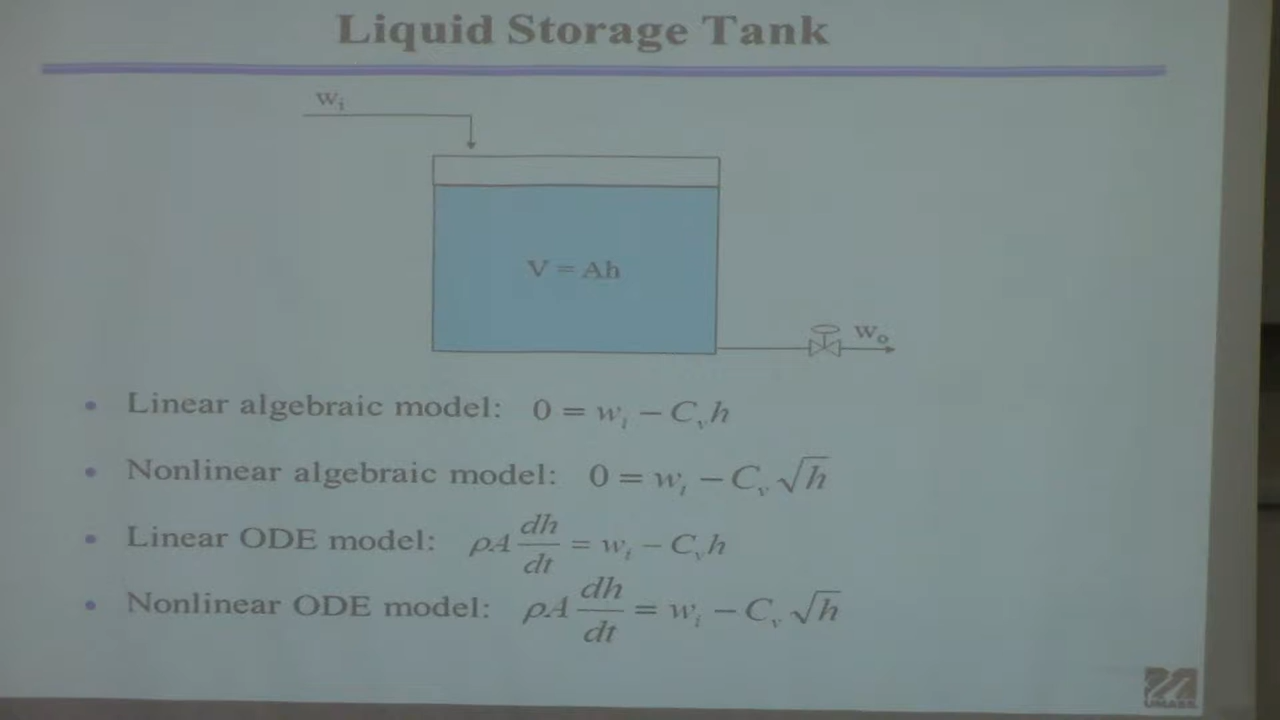 Liquid Storage Tank
wᵢ
V = Ah
wₒ
• Linear algebraic model: 0 = wᵢ − Cᵥh
• Nonlinear algebraic model: 0 = wᵢ − Cᵥ√h
• Linear ODE model: ρA dh/dt = wᵢ − Cᵥh
• Nonlinear ODE model: ρA dh/dt = wᵢ − Cᵥ√h
UMASS